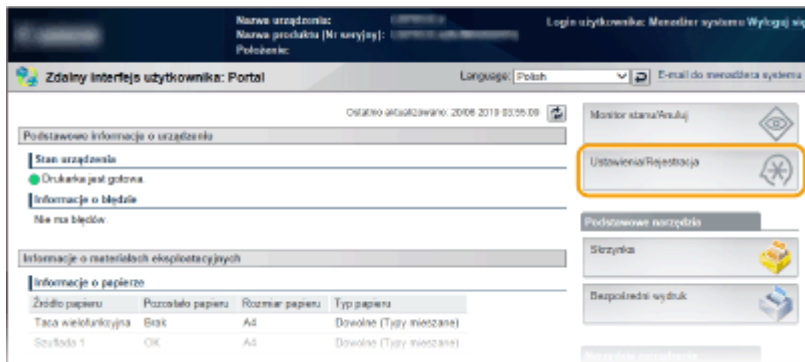 Nazwa urządzenia:
Nazwa produktu (Nr seryjny):
Położenie:
Login użytkownika: Menedżer systemu Wyloguj się
Zdalny interfejs użytkownika: Portal
Language: Polish
E-mail do menadżera systemu
Ostatnio aktualizowano: 20/06 2019 03:55:09
Podstawowe informacje o urządzeniu
Stan urządzenia
Drukarka jest gotowa.
Informacje o błędzie
Nie ma błędów.
Informacje o materiałach eksploatacyjnych
Informacje o papierze
Źródło papieru Pozostało papieru Rozmiar papieru Typ papieru
Taca wielofunkcyjna Brak A4 Dowolne (Typy mieszane)
Szuflada 1 OK A4 Dowolne (Typy mieszane)
Monitor stanu/Anuluj
Ustawienia/Rejestracja
Podstawowe narzędzia
Skrzynka
Bezpośredni wydruk